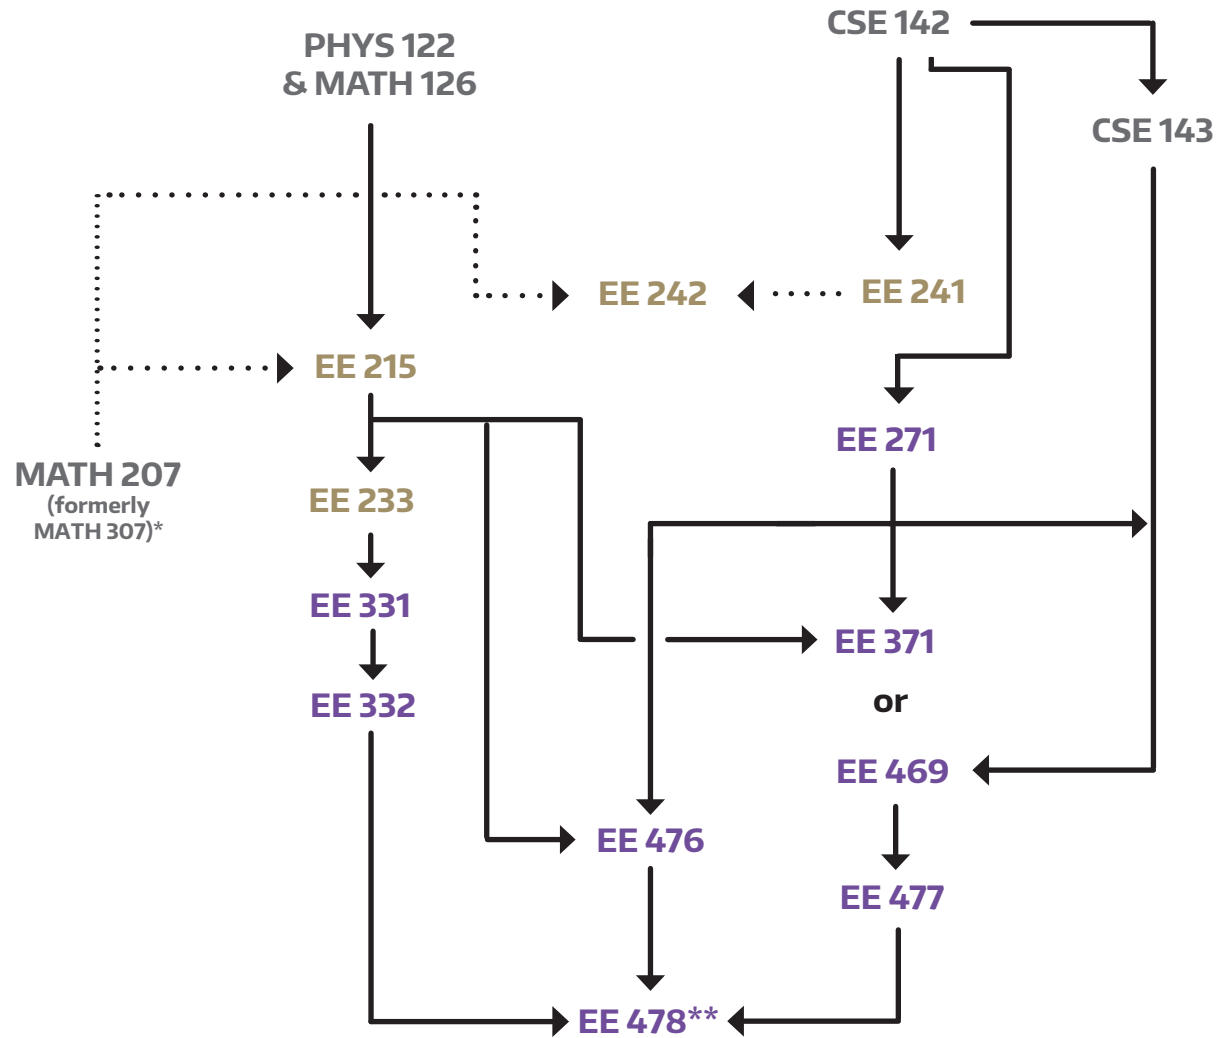 CSE 142
PHYS 122
& MATH 126
CSE 143
EE 242
EE 241
EE 215
EE 271
MATH 207
(formerly
MATH 307)*
EE 233
EE 331
EE 371
EE 332
or
EE 469
EE 476
EE 477
EE 478**